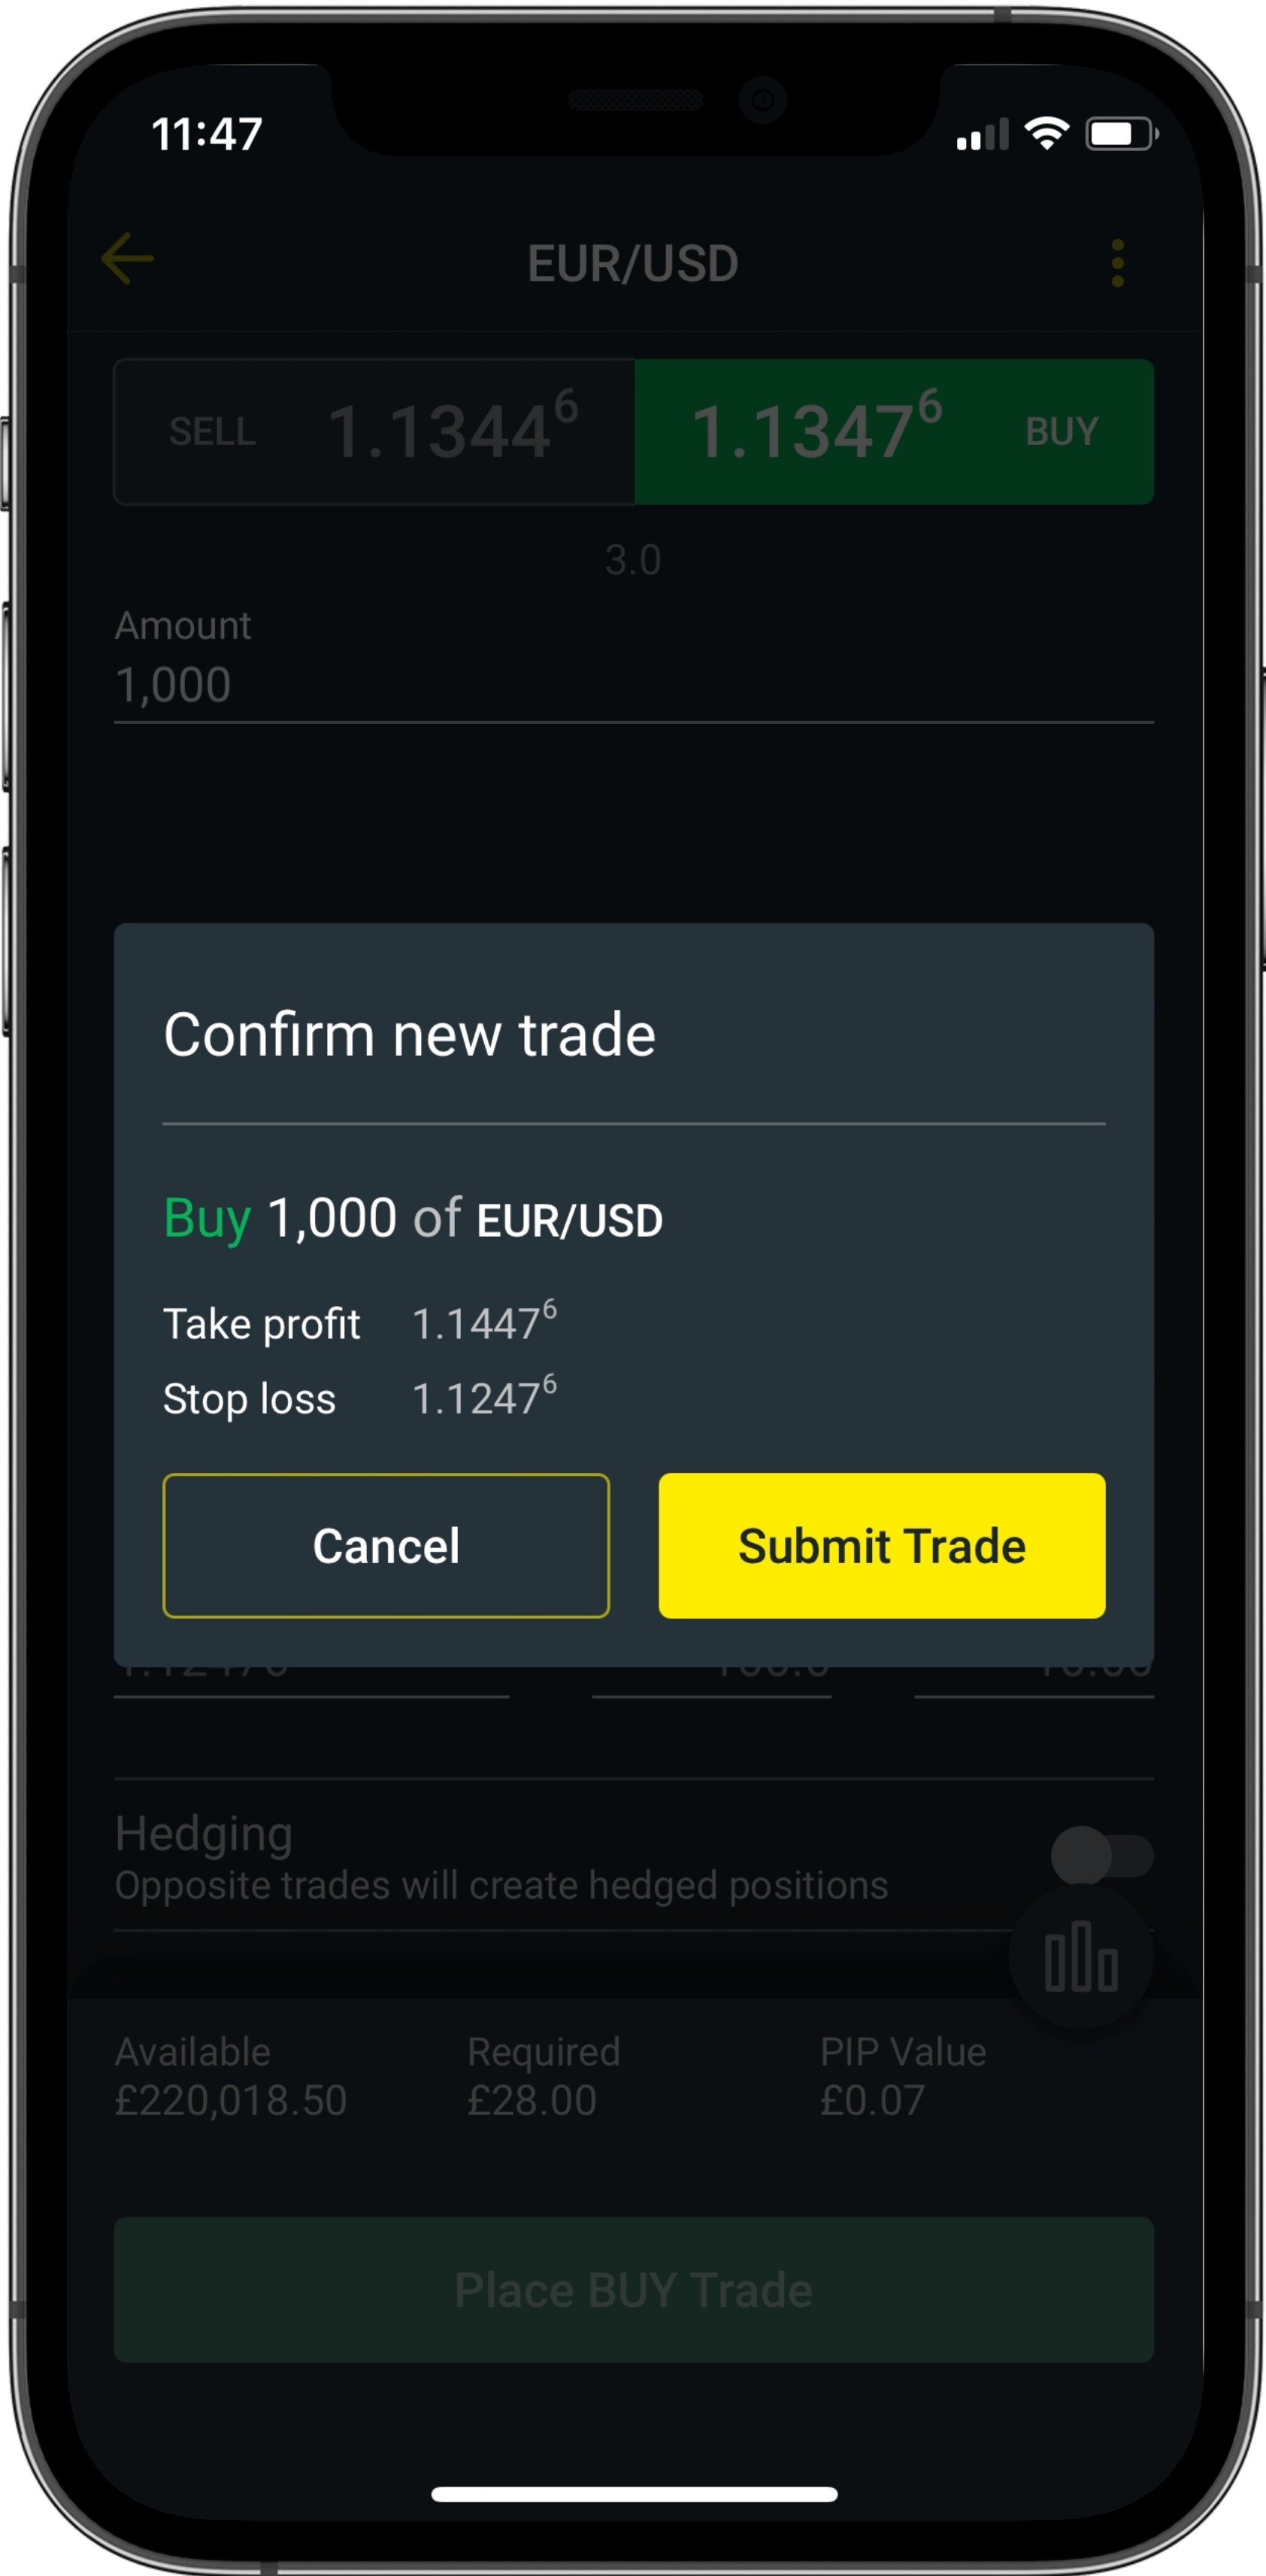 11:47
EUR/USD
SELL 1.1344⁶ 1.1347⁶ BUY
3.0
Amount
1,000
Confirm new trade
Buy 1,000 of EUR/USD
Take profit 1.1447⁶
Stop loss 1.1247⁶
Cancel Submit Trade
Hedging
Opposite trades will create hedged positions
Available Required PIP Value
£220,018.50 £28.00 £0.07
Place BUY Trade